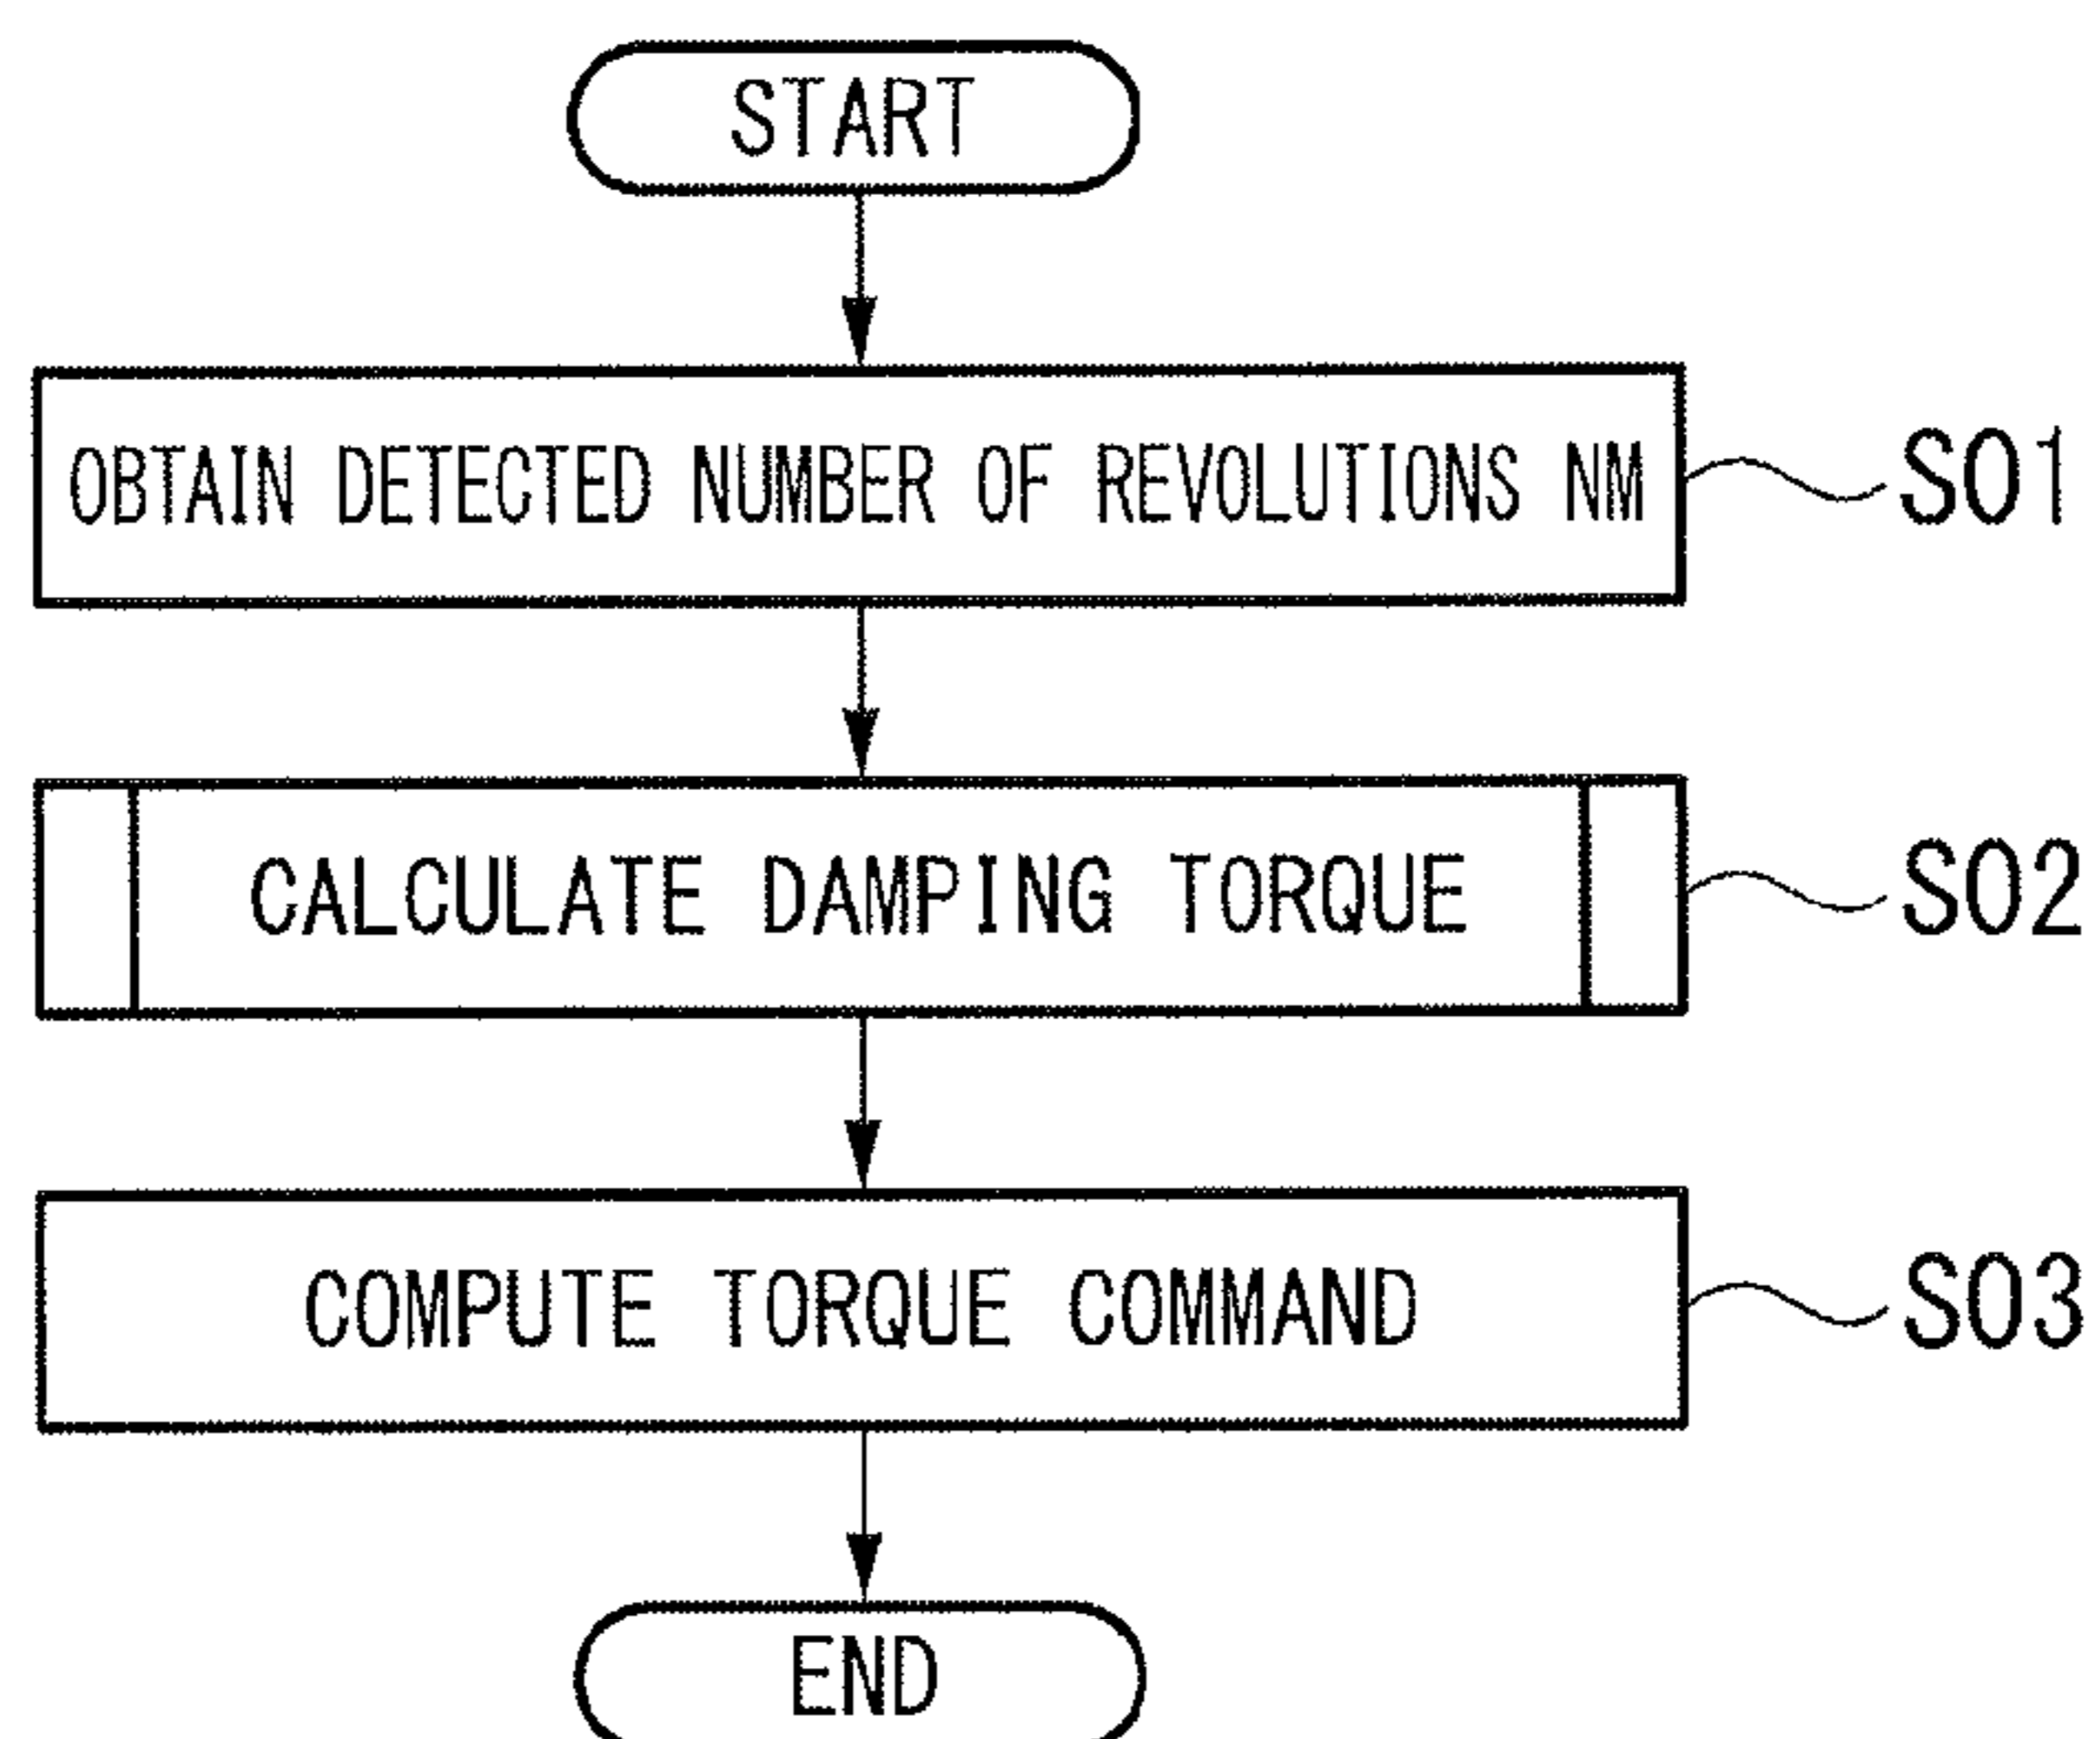 START
OBTAIN DETECTED NUMBER OF REVOLUTIONS NM
S01
CALCULATE DAMPING TORQUE
S02
COMPUTE TORQUE COMMAND
S03
END